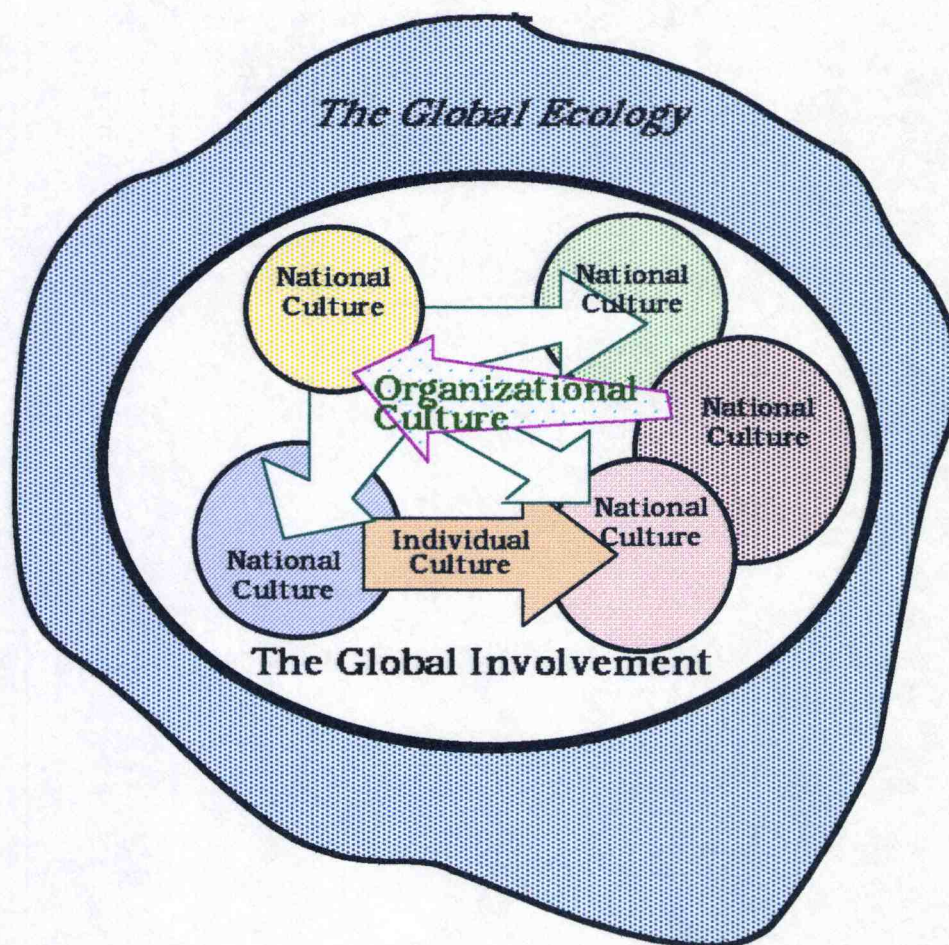 The Global Ecology
National
Culture
National
Culture
Organizational
Culture
National
Culture
National
Culture
Individual
Culture
National
Culture
The Global Involvement